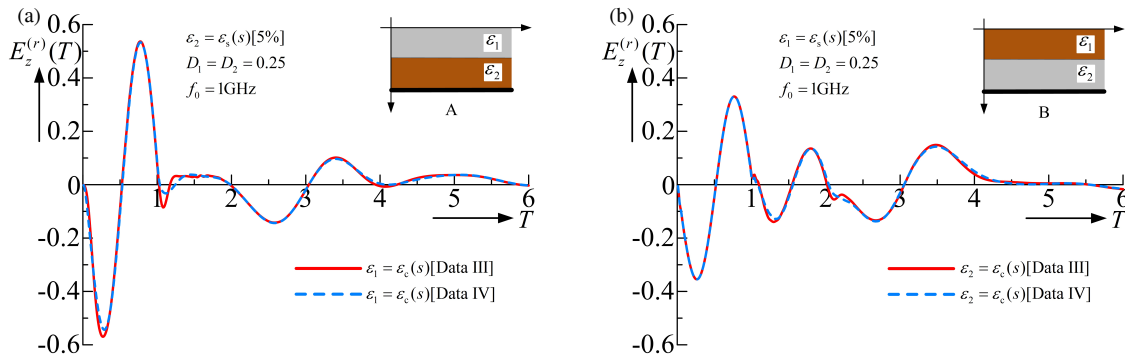 (a)
0.6
E_z^(r)(T)
0.4
0.2
0
-0.2
-0.4
-0.6
1
2
3
4
5
6
T
ε₂ = εₛ(s)[5%]
D₁ = D₂ = 0.25
f₀ = 1GHz
ε₁
ε₂
A
ε₁ = ε_c(s)[Data III]
ε₁ = ε_c(s)[Data IV]
(b)
0.6
E_z^(r)(T)
0.4
0.2
0
-0.2
-0.4
-0.6
1
2
3
4
5
6
T
ε₁ = εₛ(s)[5%]
D₁ = D₂ = 0.25
f₀ = 1GHz
ε₁
ε₂
B
ε₂ = ε_c(s)[Data III]
ε₂ = ε_c(s)[Data IV]